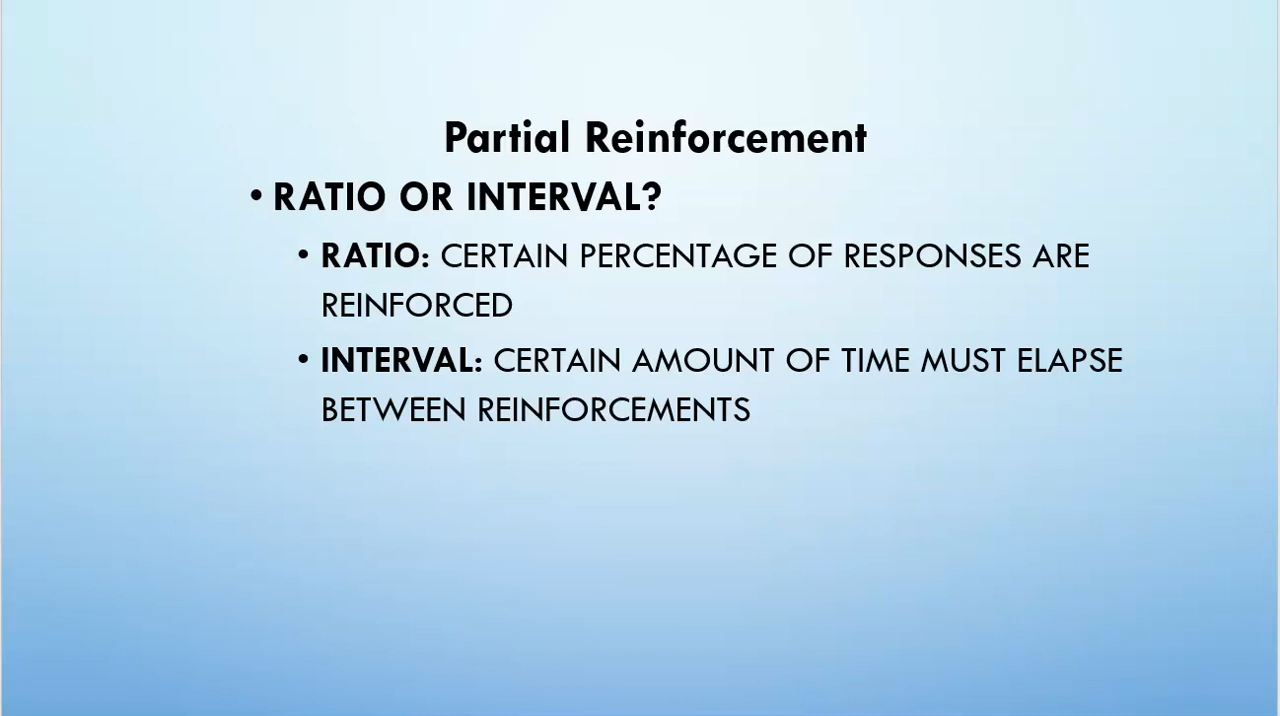 Partial Reinforcement
• RATIO OR INTERVAL?
• RATIO: CERTAIN PERCENTAGE OF RESPONSES ARE
REINFORCED
• INTERVAL: CERTAIN AMOUNT OF TIME MUST ELAPSE
BETWEEN REINFORCEMENTS